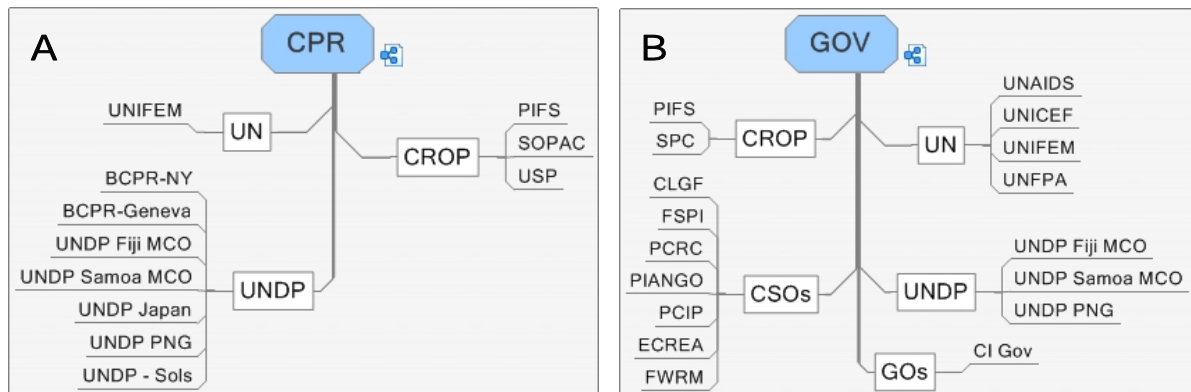 A
CPR
UNIFEM
UN
PIFS
SOPAC
USP
CROP
BCPR-NY
BCPR-Geneva
UNDP Fiji MCO
UNDP Samoa MCO
UNDP Japan
UNDP PNG
UNDP - Sols
UNDP
B
GOV
PIFS
SPC
CROP
UNAIDS
UNICEF
UNIFEM
UNFPA
UN
CLGF
FSPI
PCRC
PIANGO
PCIP
ECREA
FWRM
CSOs
UNDP Fiji MCO
UNDP Samoa MCO
UNDP PNG
UNDP
CI Gov
GOs